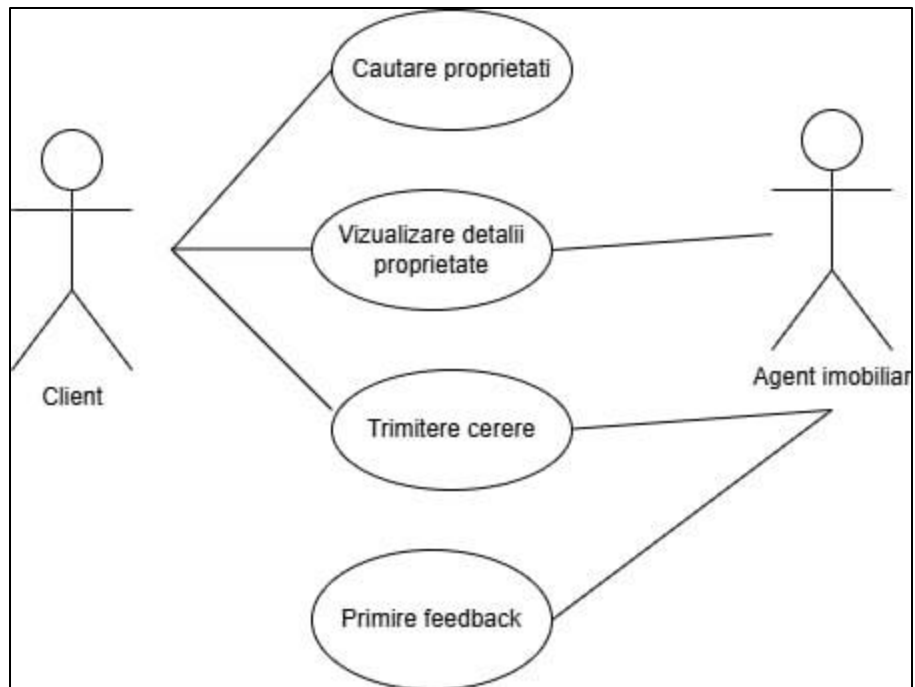 Cautare proprietati
Vizualizare detalii
proprietate
Client
Agent imobiliar
Trimitere cerere
Primire feedback